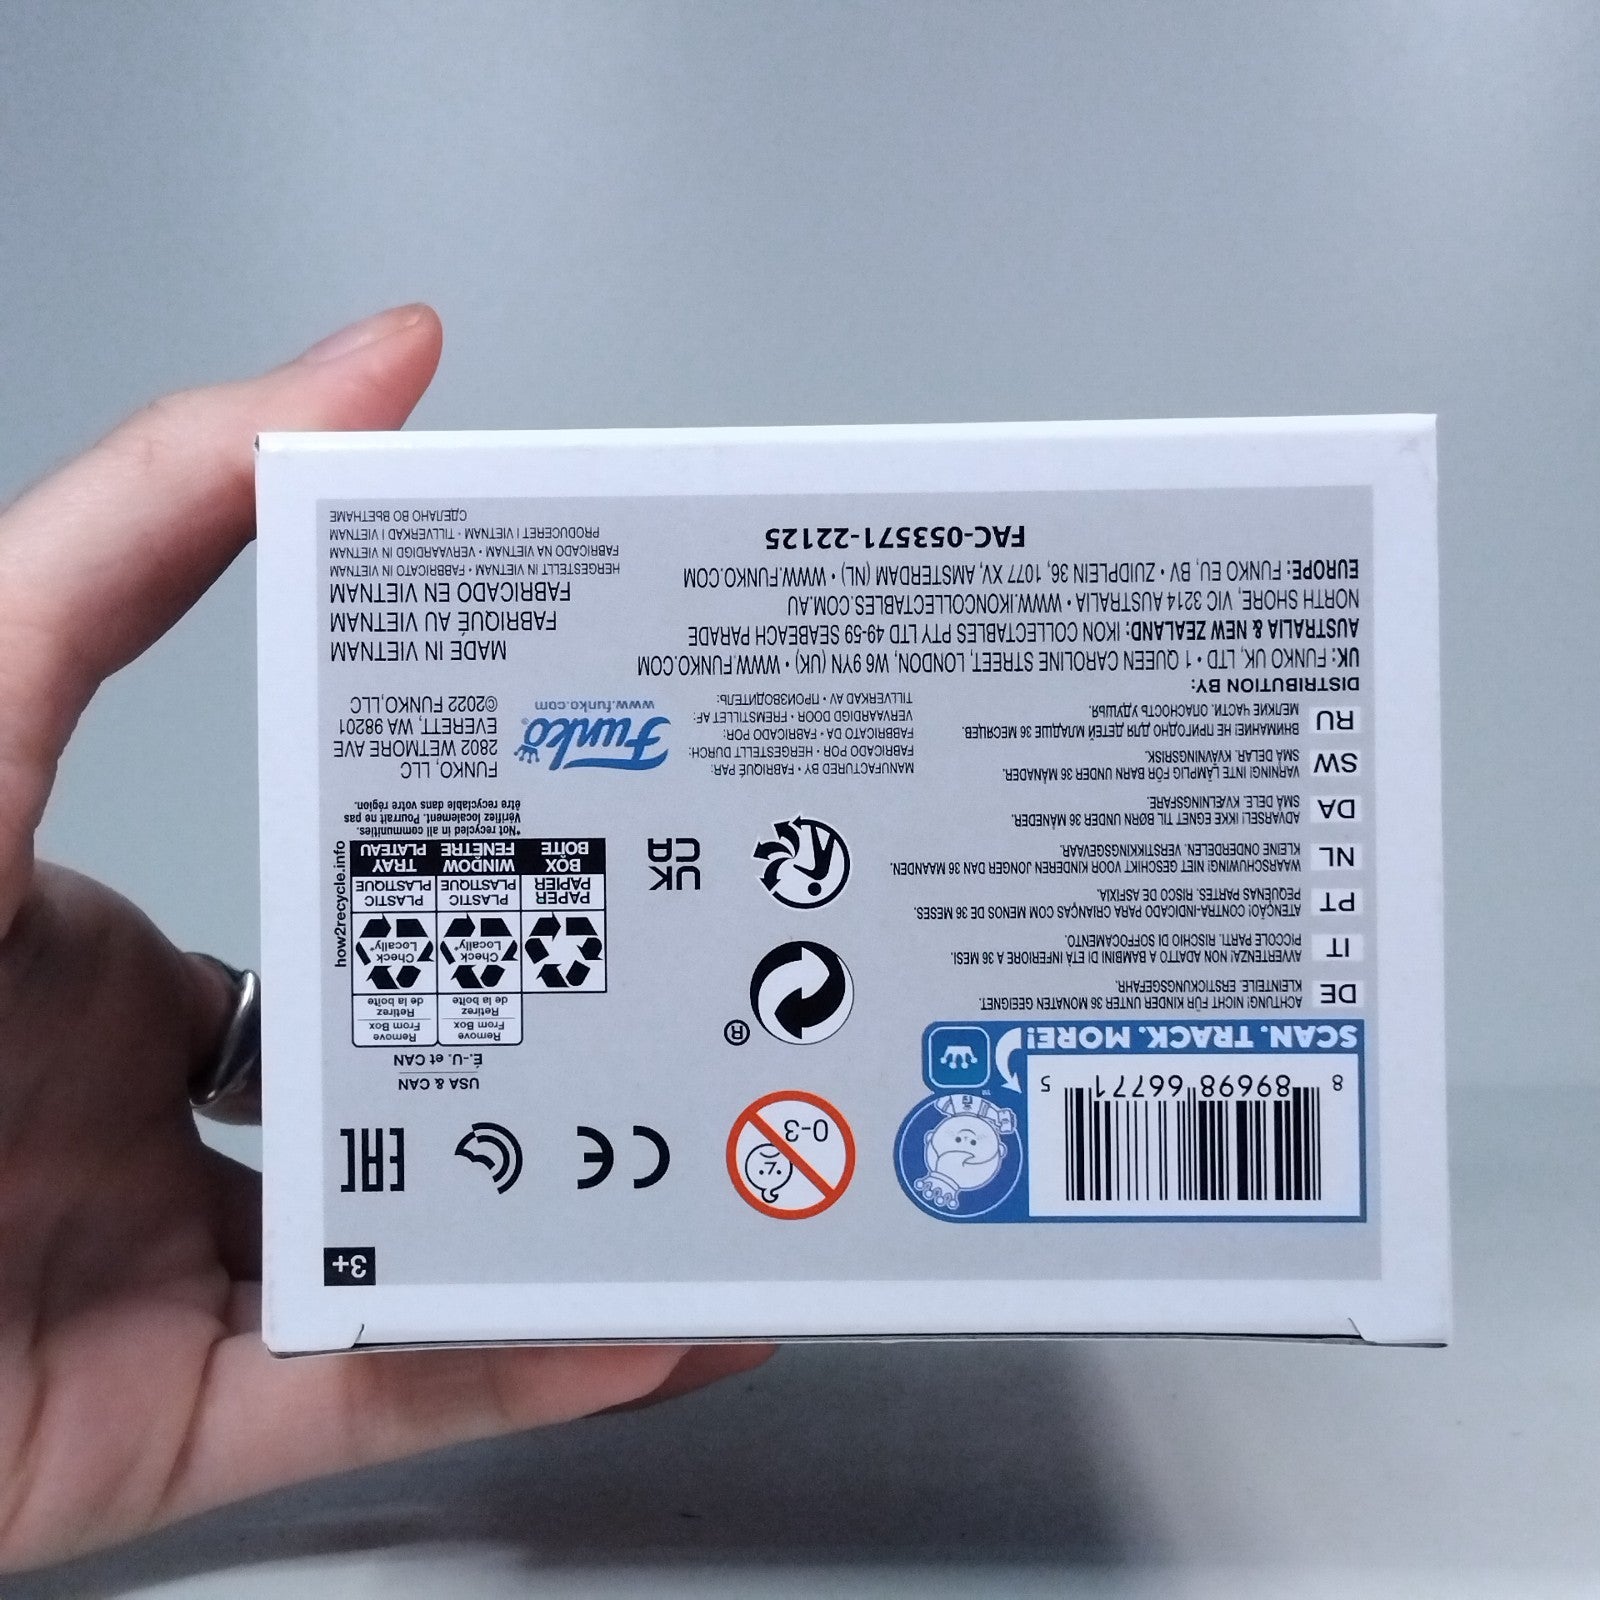 3+
8 89698 66771 5
SCAN. TRACK. MORE!
TM
0-3
CE
EAC
USA & CAN
É.-U. et CAN
Remove
From Box
Retirez
de la boîte
Remove
From Box
Retirez
de la boîte
Check
Locally*
Check
Locally*
PAPER
PAPIER
PLASTIC
PLASTIQUE
PLASTIC
PLASTIQUE
BOX
BOÎTE
WINDOW
FENÊTRE
TRAY
PLATEAU
how2recycle.info
*Not recycled in all communities.
Vérifiez localement. Pourrait ne pas
être recyclable dans votre région.
®
UK
CA
DE
ACHTUNG! NICHT FÜR KINDER UNTER 36 MONATEN GEEIGNET.
KLEINTEILE. ERSTICKUNGSGEFAHR.
IT
AVVERTENZA! NON ADATTO A BAMBINI DI ETÀ INFERIORE A 36 MESI.
PICCOLE PARTI. RISCHIO DI SOFFOCAMENTO.
PT
ATENÇÃO! CONTRA-INDICADO PARA CRIANÇAS COM MENOS DE 36 MESES.
PEQUENAS PARTES. RISCO DE ASFIXIA.
NL
WAARSCHUWING! NIET GESCHIKT VOOR KINDEREN JONGER DAN 36 MAANDEN.
KLEINE ONDERDELEN. VERSTIKKINGSGEVAAR.
DA
ADVARSEL! IKKE EGNET TIL BØRN UNDER 36 MÅNEDER.
SMÅ DELE. KVÆLNINGSFARE.
SW
VARNING! INTE LÄMPLIG FÖR BARN UNDER 36 MÅNADER.
SMÅ DELAR. KVÄVNINGSRISK.
RU
ВНИМАНИЕ! НЕ ПРИГОДНО ДЛЯ ДЕТЕЙ МЛАДШЕ 36 МЕСЯЦЕВ.
МЕЛКИЕ ЧАСТИ. ОПАСНОСТЬ УДУШЬЯ.
MANUFACTURED BY • FABRIQUÉ PAR:
FABRICADO POR • HERGESTELLT DURCH:
FABRICATO DA • FABRICADO POR:
VERVAARDIGD DOOR • FREMSTILLET AF:
TILLVERKAD AV • ПРОИЗВОДИТЕЛЬ:
Funko®
www.funko.com
FUNKO, LLC
2802 WETMORE AVE
EVERETT, WA 98201
©2022 FUNKO,LLC
DISTRIBUTION BY:
UK: FUNKO UK, LTD • 1 QUEEN CAROLINE STREET, LONDON, W6 9YN (UK) • WWW.FUNKO.COM
AUSTRALIA & NEW ZEALAND: IKON COLLECTABLES PTY LTD 49-59 SEABEACH PARADE
NORTH SHORE, VIC 3214 AUSTRALIA • WWW.IKONCOLLECTABLES.COM.AU
EUROPE: FUNKO EU, BV • ZUIDPLEIN 36, 1077 XV, AMSTERDAM (NL) • WWW.FUNKO.COM
FAC-053571-22125
MADE IN VIETNAM
FABRIQUÉ AU VIETNAM
FABRICADO EN VIETNAM
HERGESTELLT IN VIETNAM • FABBRICATO IN VIETNAM
FABRICADO NA VIETNAM • VERVAARDIGD IN VIETNAM
PRODUCERET I VIETNAM • TILLVERKAD I VIETNAM
СДЕЛАНО ВО ВЬЕТНАМЕ